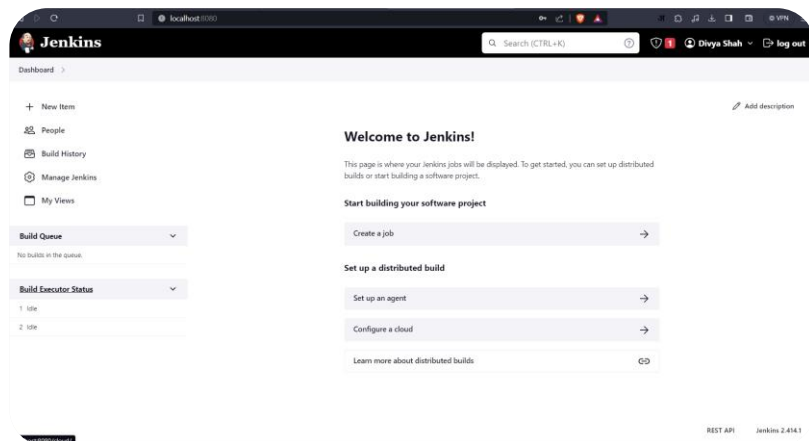 localhost:8080
VPN
Jenkins
Search (CTRL+K)
1
Divya Shah
log out
Dashboard
New Item
Add description
People
Build History
Manage Jenkins
My Views
Welcome to Jenkins!
This page is where your Jenkins jobs will be displayed. To get started, you can set up distributed
builds or start building a software project.
Start building your software project
Create a job
Build Queue
No builds in the queue.
Set up a distributed build
Build Executor Status
1 Idle
2 Idle
Set up an agent
Configure a cloud
Learn more about distributed builds
REST API
Jenkins 2.414.1